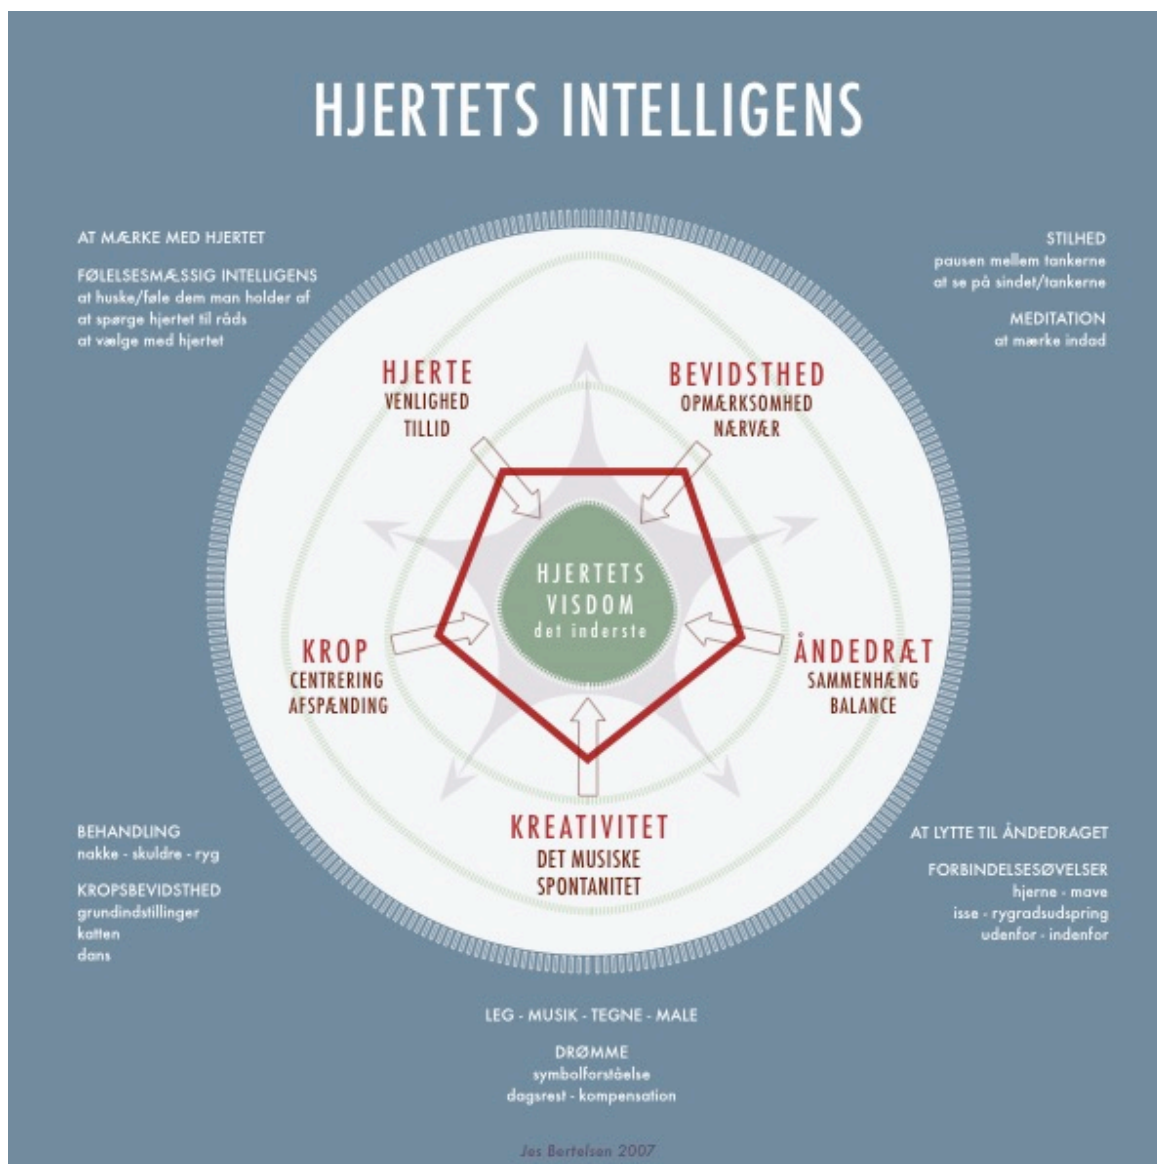 HJERTETS INTELLIGENS
AT MÆRKE MED HJERTET
FØLELSESMÆSSIG INTELLIGENS
at huske/føle dem man holder af
at spørge hjertet til råds
at vælge med hjertet
STILHED
pausen mellem tankerne
at se på sindet/tankerne
MEDITATION
at mærke indad
HJERTE
VENLIGHED
TILLID
BEVIDSTHED
OPMÆRKSOMHED
NÆRVÆR
HJERTETS
VISDOM
det inderste
KROP
CENTRERING
AFSPÆNDING
ÅNDEDRÆT
SAMMENHÆNG
BALANCE
KREATIVITET
DET MUSISKE
SPONTANITET
BEHANDLING
nakke - skuldre - ryg
KROPSBEVIDSTHED
grundindstillinger
katten
dans
AT LYTTE TIL ÅNDEDRAGET
FORBINDELSESØVELSER
hjerne - mave
isse - rygradsudspring
udenfor - indenfor
LEG - MUSIK - TEGNE - MALE
DRØMME
symbolforståelse
dagsrest - kompensation
Jes Bertelsen 2007